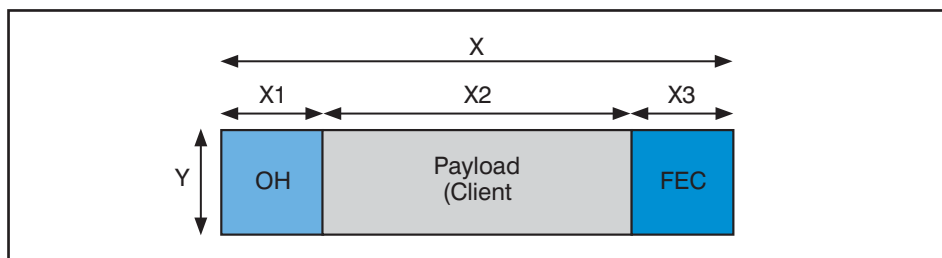 X
X1
X2
X3
Y
OH
Payload
(Client
FEC